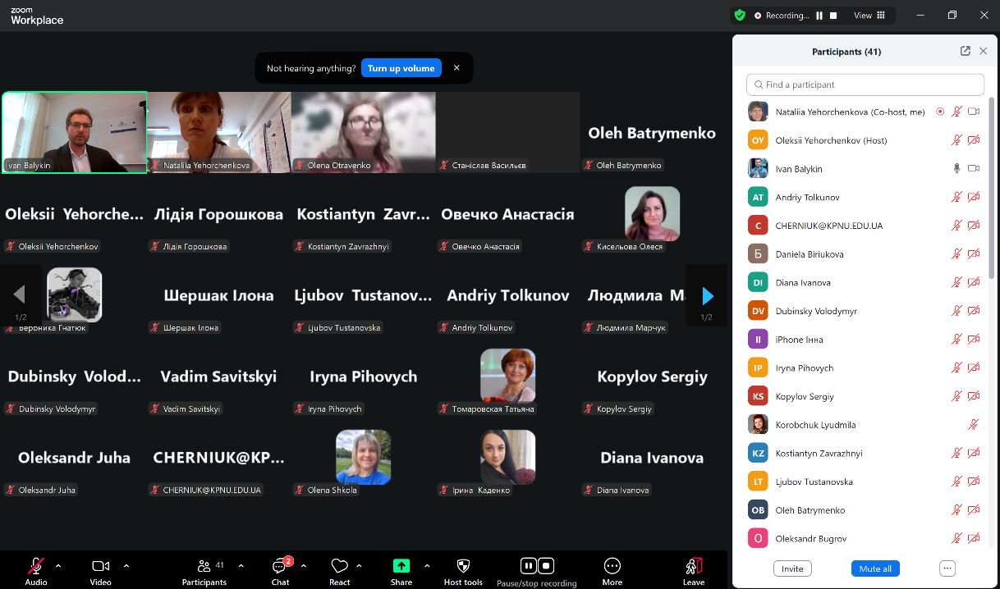 zoom
Workplace
Recording...
View
Not hearing anything?
Turn up volume
Ivan Balykin
Nataliia Yehorchenkova
Olena Otravenko
Станіслав Васильєв
Oleh Batrymenko
Oleh Batrymenko
Oleksii Yehorche...
Oleksii Yehorchenkov
Лідія Горошкова
Лідія Горошкова
Kostiantyn Zavr...
Kostiantyn Zavrazhnyi
Овечко Анастасія
Овечко Анастасія
Кисельова Олеся
1/2
Вероника Гнатюк
Шершак Ілона
Шершак Ілона
Ljubov Tustanov...
Ljubov Tustanovska
Andriy Tolkunov
Andriy Tolkunov
Людмила М
Людмила Марчук
1/2
Dubinsky Volod...
Dubinsky Volodymyr
Vadim Savitskyi
Vadim Savitskyi
Iryna Pihovych
Iryna Pihovych
Томаровская Татьяна
Kopylov Sergiy
Kopylov Sergiy
Oleksandr Juha
Oleksandr Juha
CHERNIUK@KP...
CHERNIUK@KPNU.EDU.UA
Olena Shkola
Ірина Каденко
Diana Ivanova
Diana Ivanova
Audio
Video
Participants
41
Chat
2
React
Share
Host tools
Pause/stop recording
More
Leave
Participants (41)
Find a participant
Nataliia Yehorchenkova (Co-host, me)
OY
Oleksii Yehorchenkov (Host)
Ivan Balykin
AT
Andriy Tolkunov
C
CHERNIUK@KPNU.EDU.UA
Б
Daniela Biriukova
DI
Diana Ivanova
DV
Dubinsky Volodymyr
II
iPhone Інна
IP
Iryna Pihovych
KS
Kopylov Sergiy
Korobchuk Lyudmila
KZ
Kostiantyn Zavrazhnyi
LT
Ljubov Tustanovska
OB
Oleh Batrymenko
O
Oleksandr Bugrov
Invite
Mute all